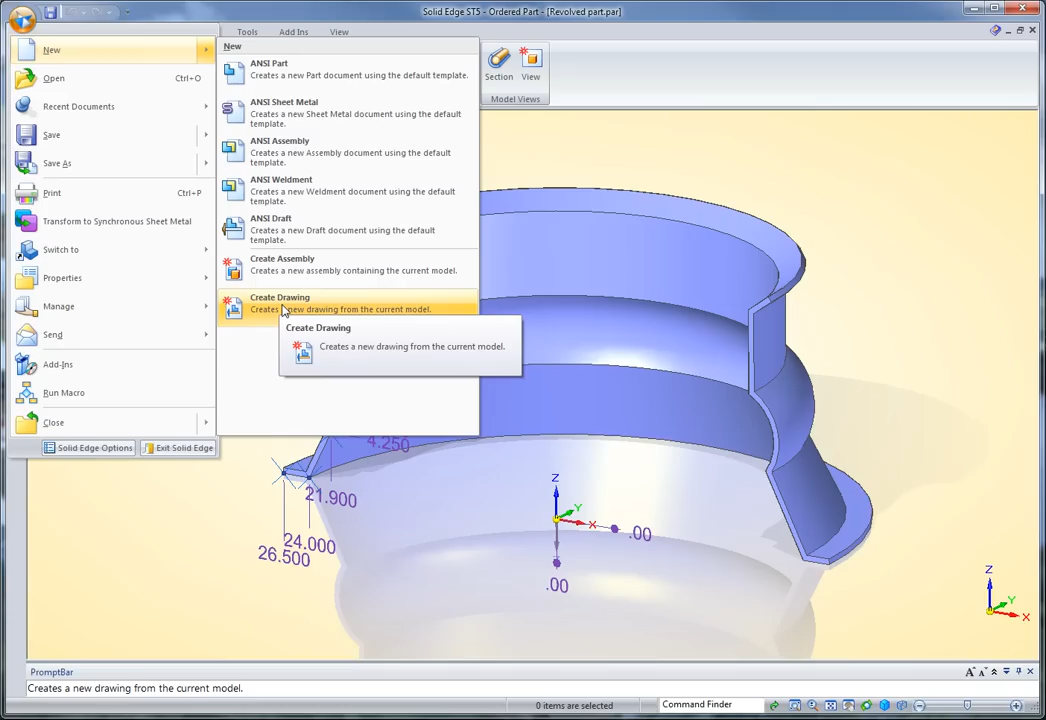 Solid Edge ST5 - Ordered Part - [Revolved part.par]
Tools Add Ins View
New
Open Ctrl+O
Recent Documents
Save
Save As
Print Ctrl+P
Transform to Synchronous Sheet Metal
Switch to
Properties
Manage
Send
Add-Ins
Run Macro
Close
Solid Edge Options Exit Solid Edge
New
ANSI Part
Creates a new Part document using the default template.
ANSI Sheet Metal
Creates a new Sheet Metal document using the default
template.
ANSI Assembly
Creates a new Assembly document using the default
template.
ANSI Weldment
Creates a new Weldment document using the default
template.
ANSI Draft
Creates a new Draft document using the default
template.
Create Assembly
Creates a new assembly containing the current model.
Create Drawing
Creates a new drawing from the current model.
Create Drawing
Creates a new drawing from the current model.
Section View
Model Views
4.250
21.900
24.000
26.500
Z
Y
X
.00
.00
Z
Y
X
PromptBar
Creates a new drawing from the current model.
0 items are selected
Command Finder